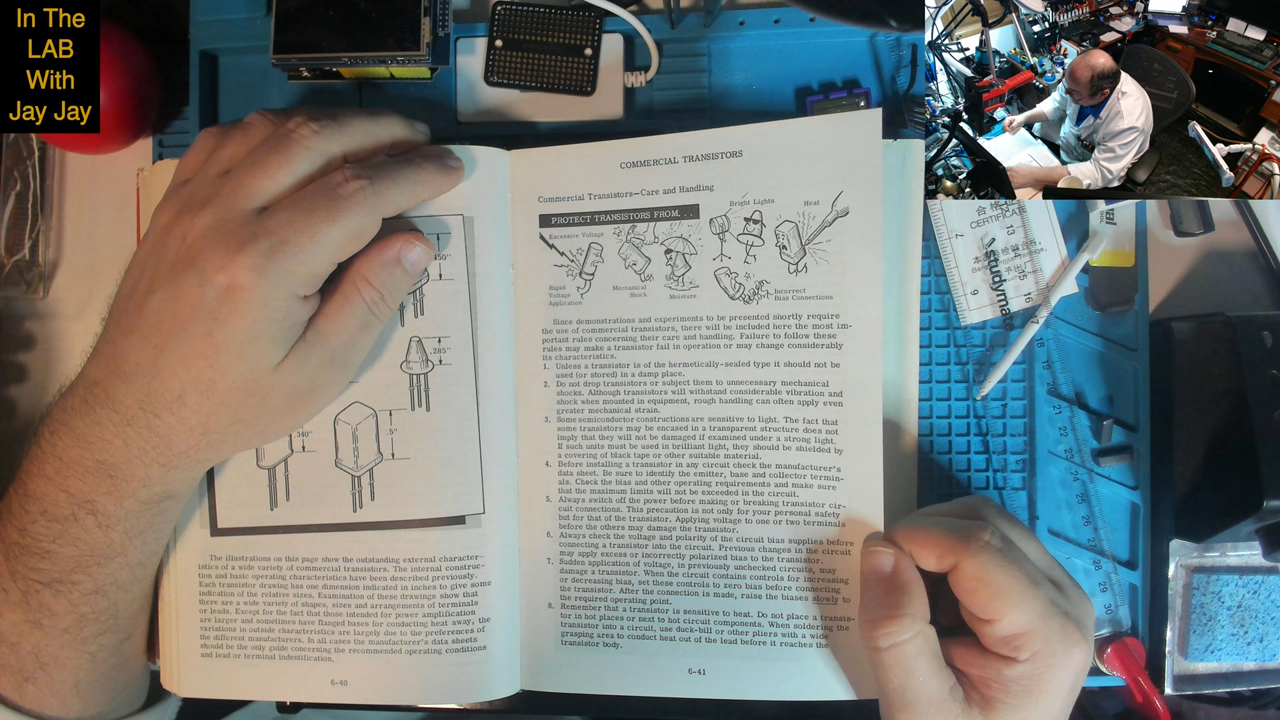 In The
LAB
With
Jay Jay
.450"
.285"
.340"
.5"
The illustrations on this page show the outstanding external character-
istics of a wide variety of commercial transistors. The internal construc-
tion and basic operating characteristics have been described previously.
Each transistor drawing has one dimension indicated in inches to give some
indication of the relative sizes. Examination of these drawings show that
there are a wide variety of shapes, sizes and arrangements of terminals
or leads. Except for the fact that those intended for power amplification
are larger and sometimes have flanged bases for conducting heat away, the
variations in outside characteristics are largely due to the preferences of
the different manufacturers. In all cases the manufacturer's data sheets
should be the only guide concerning the recommended operating conditions
and lead or terminal indentification.
6-40
COMMERCIAL TRANSISTORS
Commercial Transistors—Care and Handling
PROTECT TRANSISTORS FROM. . .
Bright Lights
Heat
Excessive Voltage
Rapid
Voltage
Application
Mechanical
Shock
Moisture
Incorrect
Bias Connections
Since demonstrations and experiments to be presented shortly require
the use of commercial transistors, there will be included here the most im-
portant rules concerning their care and handling. Failure to follow these
rules may make a transistor fail in operation or may change considerably
its characteristics.
1. Unless a transistor is of the hermetically-sealed type it should not be
used (or stored) in a damp place.
2. Do not drop transistors or subject them to unnecessary mechanical
shocks. Although transistors will withstand considerable vibration and
shock when mounted in equipment, rough handling can often apply even
greater mechanical strain.
3. Some semiconductor constructions are sensitive to light. The fact that
some transistors may be encased in a transparent structure does not
imply that they will not be damaged if examined under a strong light.
If such units must be used in brilliant light, they should be shielded by
a covering of black tape or other suitable material.
4. Before installing a transistor in any circuit check the manufacturer's
data sheet. Be sure to identify the emitter, base and collector termin-
als. Check the bias and other operating requirements and make sure
that the maximum limits will not be exceeded in the circuit.
5. Always switch off the power before making or breaking transistor cir-
cuit connections. This precaution is not only for your personal safety
but for that of the transistor. Applying voltage to one or two terminals
before the others may damage the transistor.
6. Always check the voltage and polarity of the circuit bias supplies before
connecting a transistor into the circuit. Previous changes in the circuit
may apply excess or incorrectly polarized bias to the transistor.
7. Sudden application of voltage, in previously unchecked circuits, may
damage a transistor. When the circuit contains controls for increasing
or decreasing bias, set these controls to zero bias before connecting
the transistor. After the connection is made, raise the biases slowly to
the required operating point.
8. Remember that a transistor is sensitive to heat. Do not place a transis-
tor in hot places or next to hot circuit components. When soldering the
transistor into a circuit, use duck-bill or other pliers with a wide
grasping area to conduct heat out of the lead before it reaches the
transistor body.
6-41
合格
CERTIFICATE
studymate
7
8
9
13
16
17
18
19
20
21
22
23
24
25
26
27
28
29
30